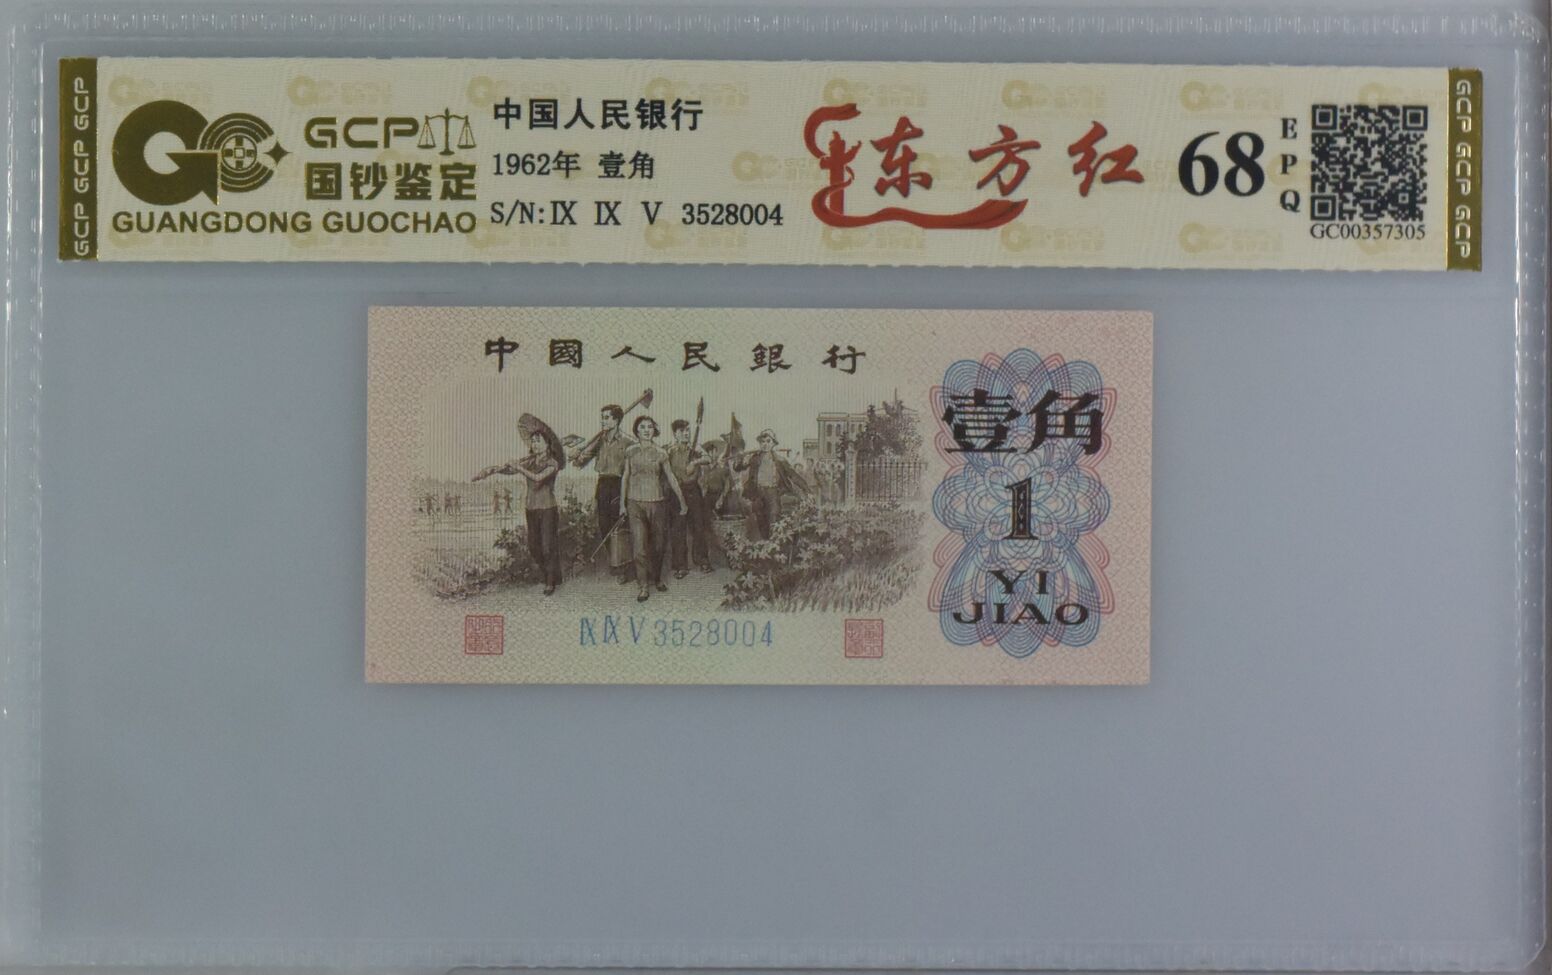 GCP GCP GCP
GCP
国钞鉴定
GUANGDONG GUOCHAO
中国人民银行
1962年 壹角
S/N: IX IX V 3528004
东方红
68
EPQ
GC00357305
GCP GCP GCP
中國人民銀行
壹角
1
YI
JIAO
IX IX V 3528004